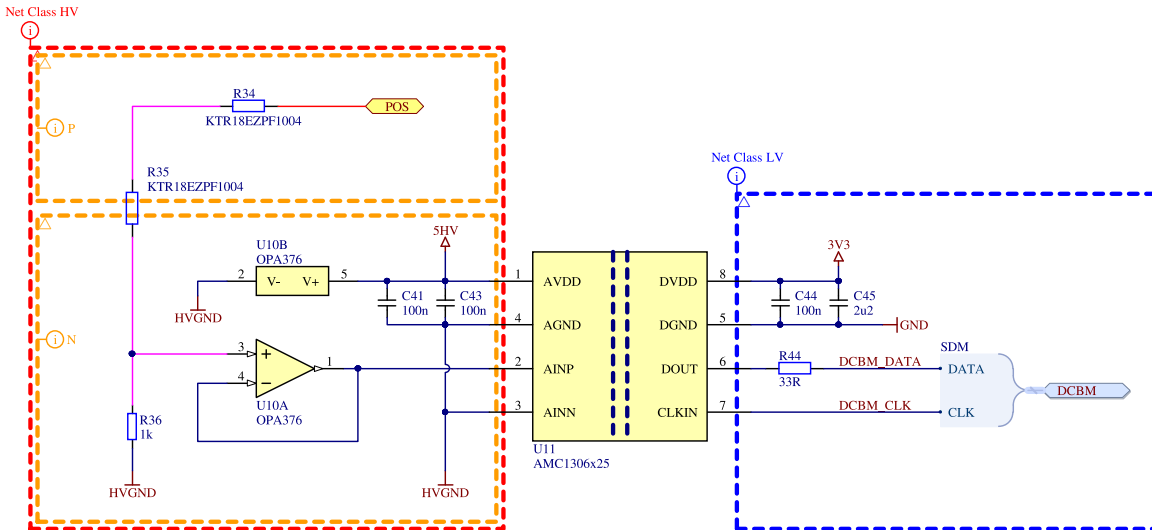 Net Class HV
i
R34
POS
KTR18EZPF1004
i P
Net Class LV
i
R35
KTR18EZPF1004
5HV
3V3
U10B
OPA376
2 V- V+ 5
C41
100n
C43
100n
HVGND
1 AVDD
4 AGND
2 AINP
3 AINN
DVDD 8
DGND 5
DOUT 6
CLKIN 7
U11
AMC1306x25
C44
100n
C45
2u2
GND
i N
3 +
4 −
1
U10A
OPA376
R36
1k
HVGND
HVGND
R44
33R
DCBM_DATA
DCBM_CLK
SDM
DATA
CLK
DCBM